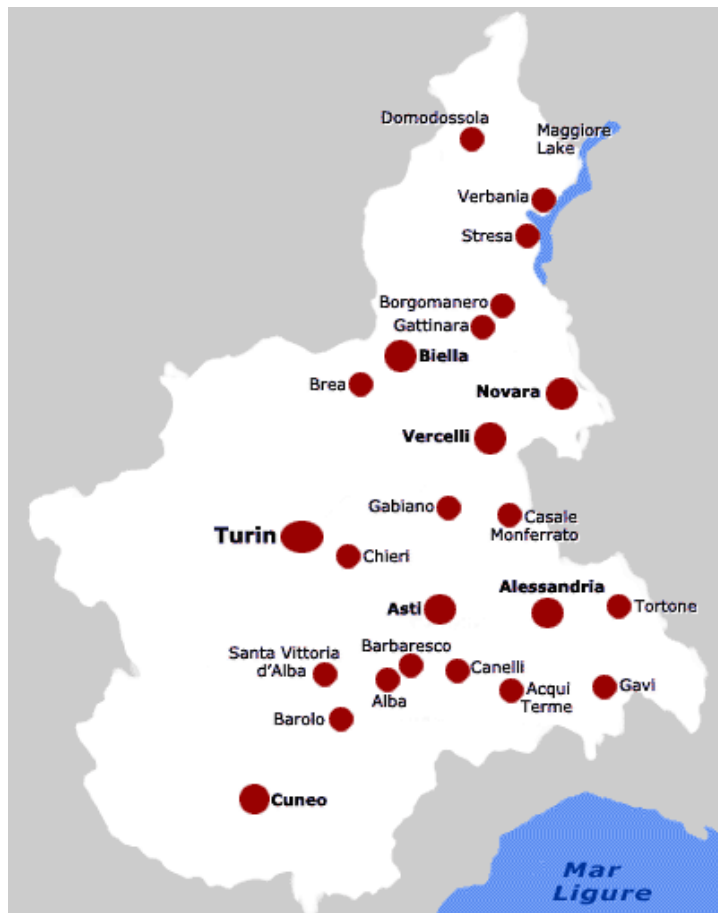 Domodossola
Maggiore
Lake
Verbania
Stresa
Borgomanero
Gattinara
Biella
Brea
Novara
Vercelli
Gabiano
Casale
Monferrato
Turin
Chieri
Alessandria
Asti
Tortone
Barbaresco
Santa Vittoria
d'Alba
Canelli
Alba
Acqui
Terme
Gavi
Barolo
Cuneo
Mar
Ligure